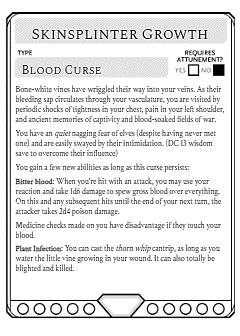 SKINSPLINTER GROWTH
TYPE
REQUIRES
ATTUNEMENT?
BLOOD CURSE
YES NO
Bone-white vines have wriggled their way into your veins. As their
bleeding sap circulates through your vasculature, you are visited by
periodic shocks of tightness in your chest, pain in your left shoulder,
and ancient memories of captivity and blood-soaked fields of war.
You have an quiet nagging fear of elves (despite having never met
one) and are easily swayed by their intimidation. (DC 13 wisdom
save to overcome their influence)
You gain a few new abilities as long as this curse persists:
Bitter blood: When you're hit with an attack, you may use your
reaction and take 1d6 damage to spew gross blood over everything.
On this and any subsequent hits until the end of your next turn, the
attacker takes 2d4 poison damage.
Medicine checks made on you have disadvantage if they touch your
blood.
Plant Infection: You can cast the thorn whip cantrip, as long as you
water the little vine growing in your wound. It can also totally be
blighted and killed.